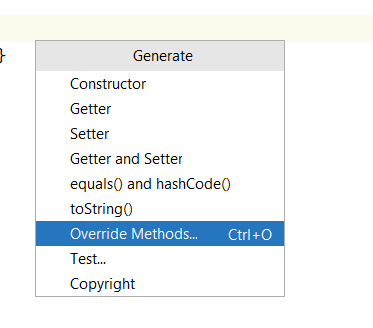 }
Generate
Constructor
Getter
Setter
Getter and Setter
equals() and hashCode()
toString()
Override Methods... Ctrl+O
Test...
Copyright